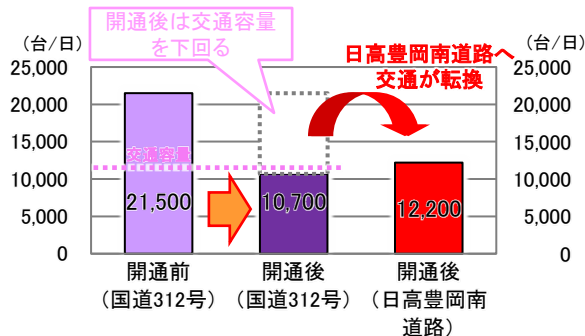 開通後は交通容量
を下回る
日高豊岡南道路へ
交通が転換
(台/日)
25,000
20,000
15,000
10,000
5,000
0
交通容量
21,500
10,700
12,200
(台/日)
25,000
20,000
15,000
10,000
5,000
0
開通前
（国道312号）
開通後
（国道312号）
開通後
（日高豊岡南
道路）